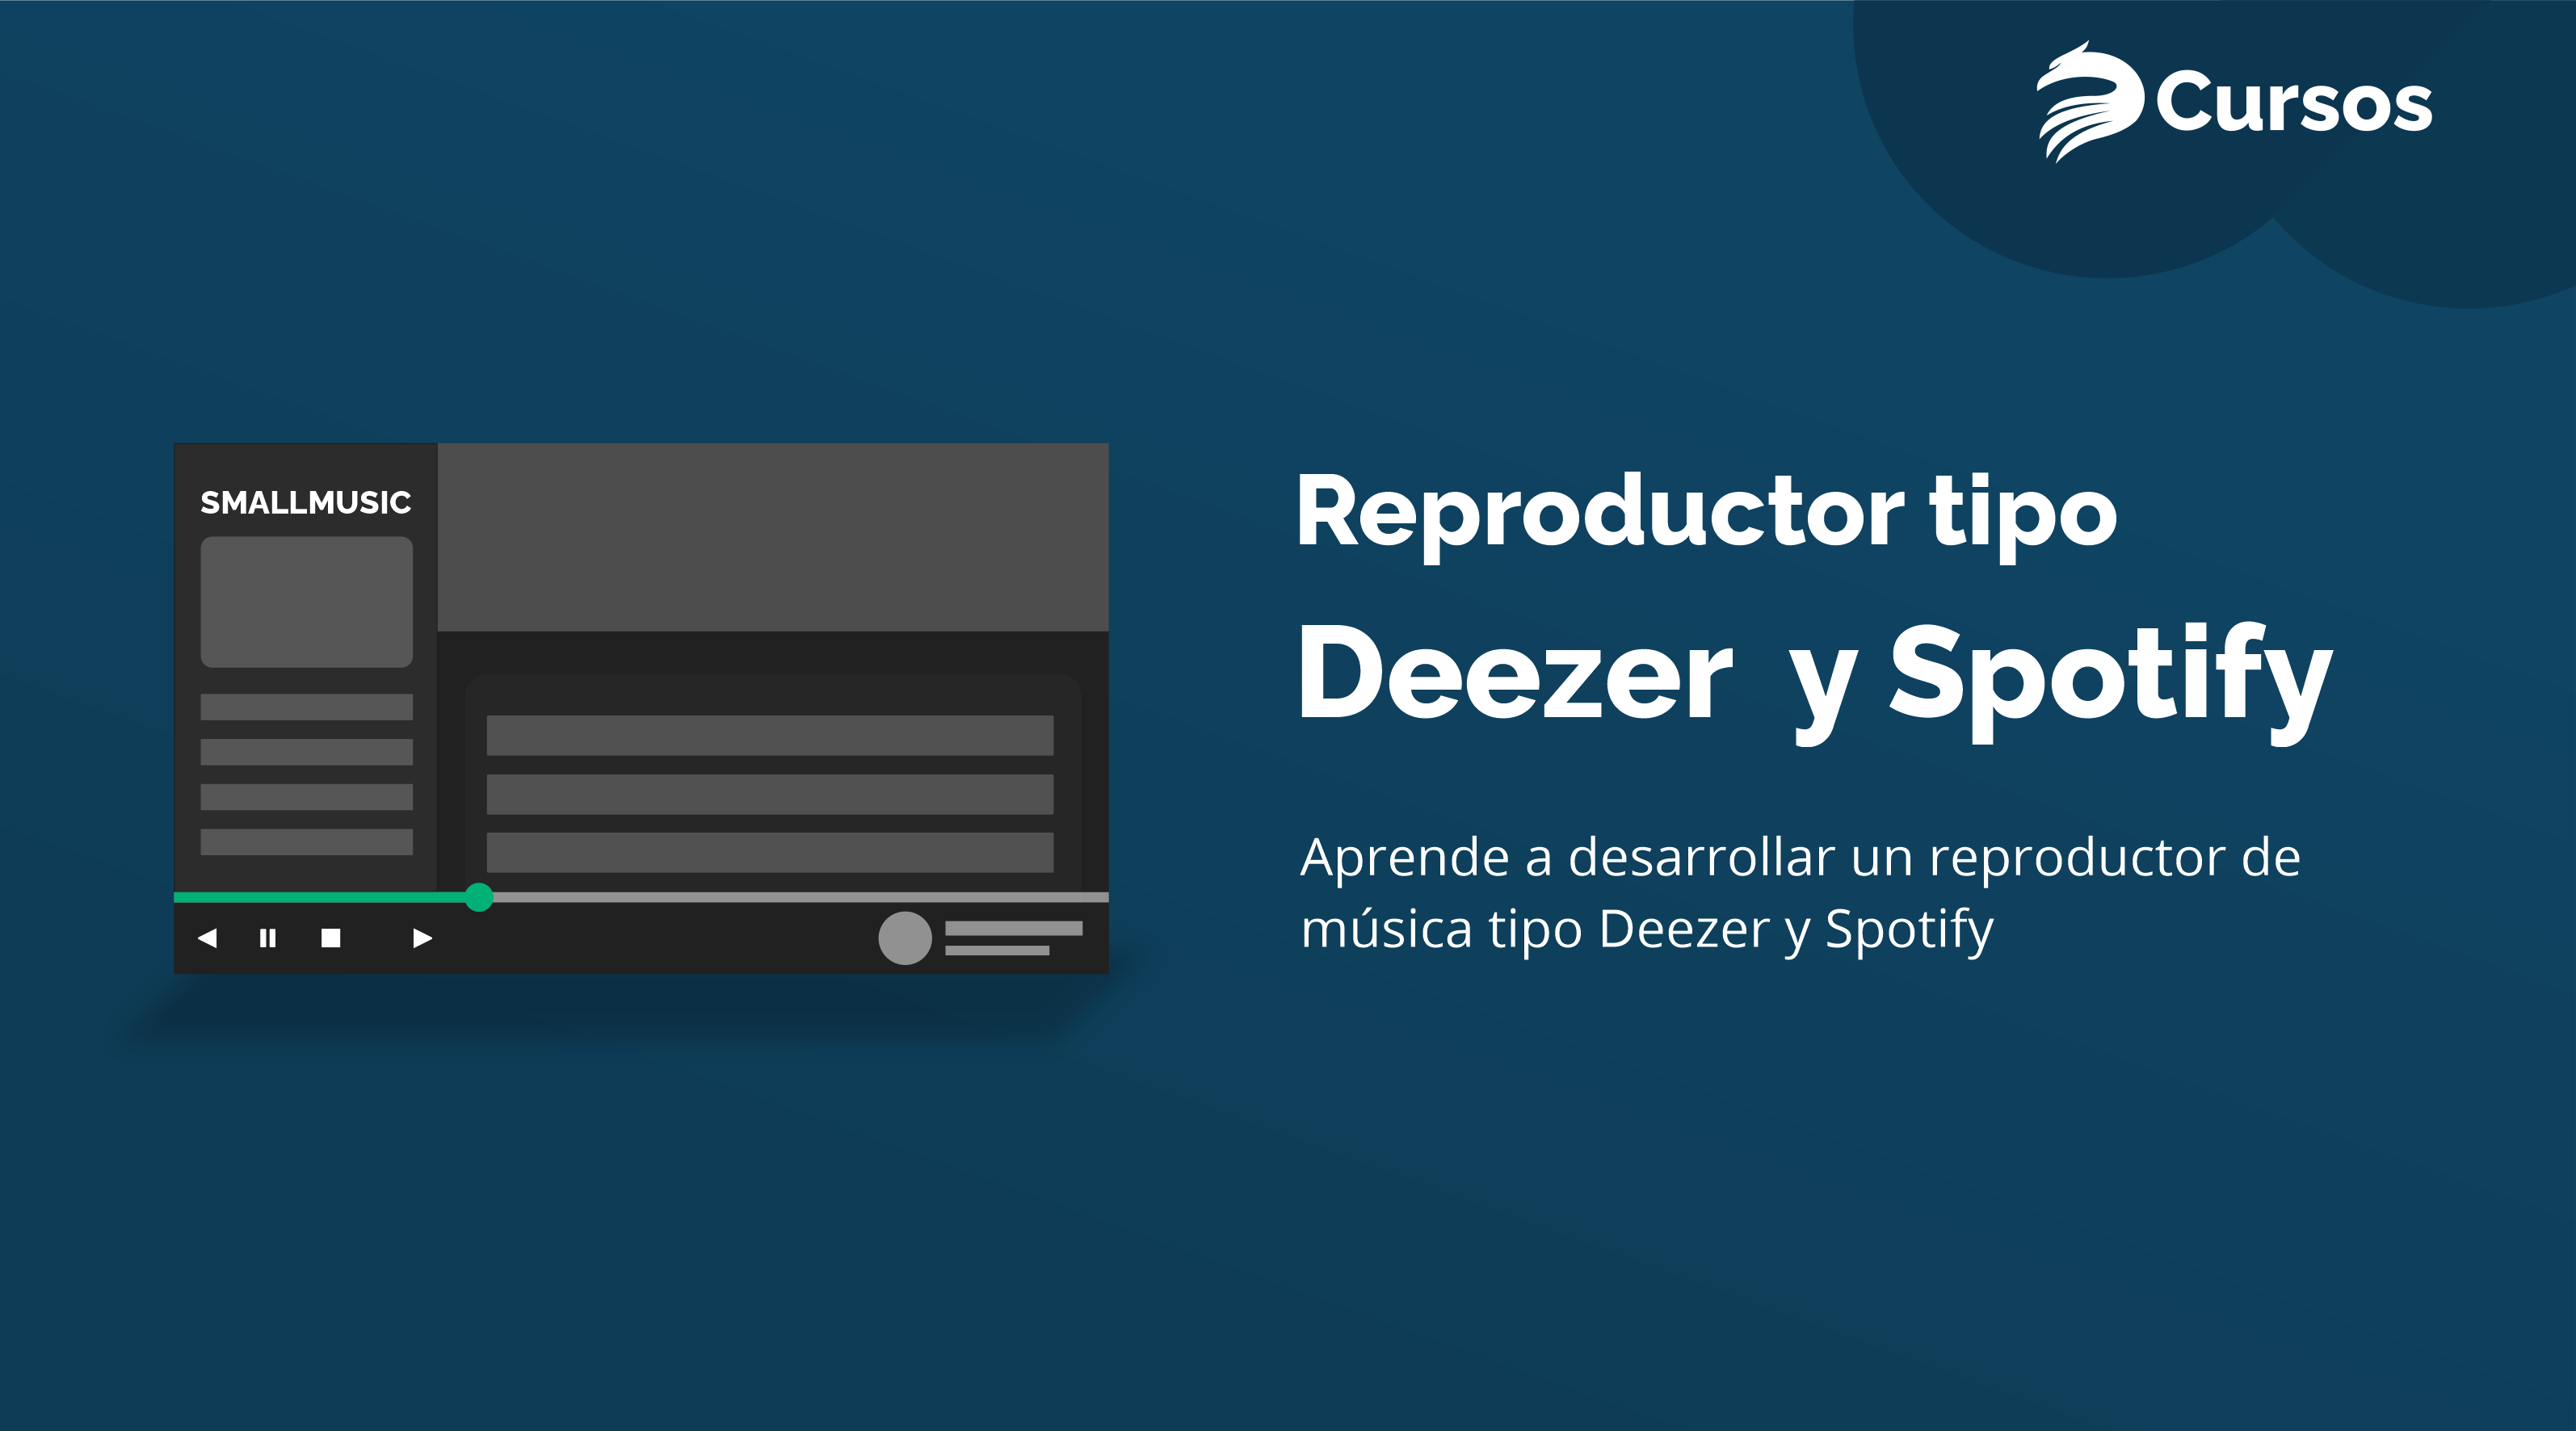 Cursos
SMALLMUSIC
Reproductor tipo
Deezer y Spotify
Aprende a desarrollar un reproductor de
música tipo Deezer y Spotify